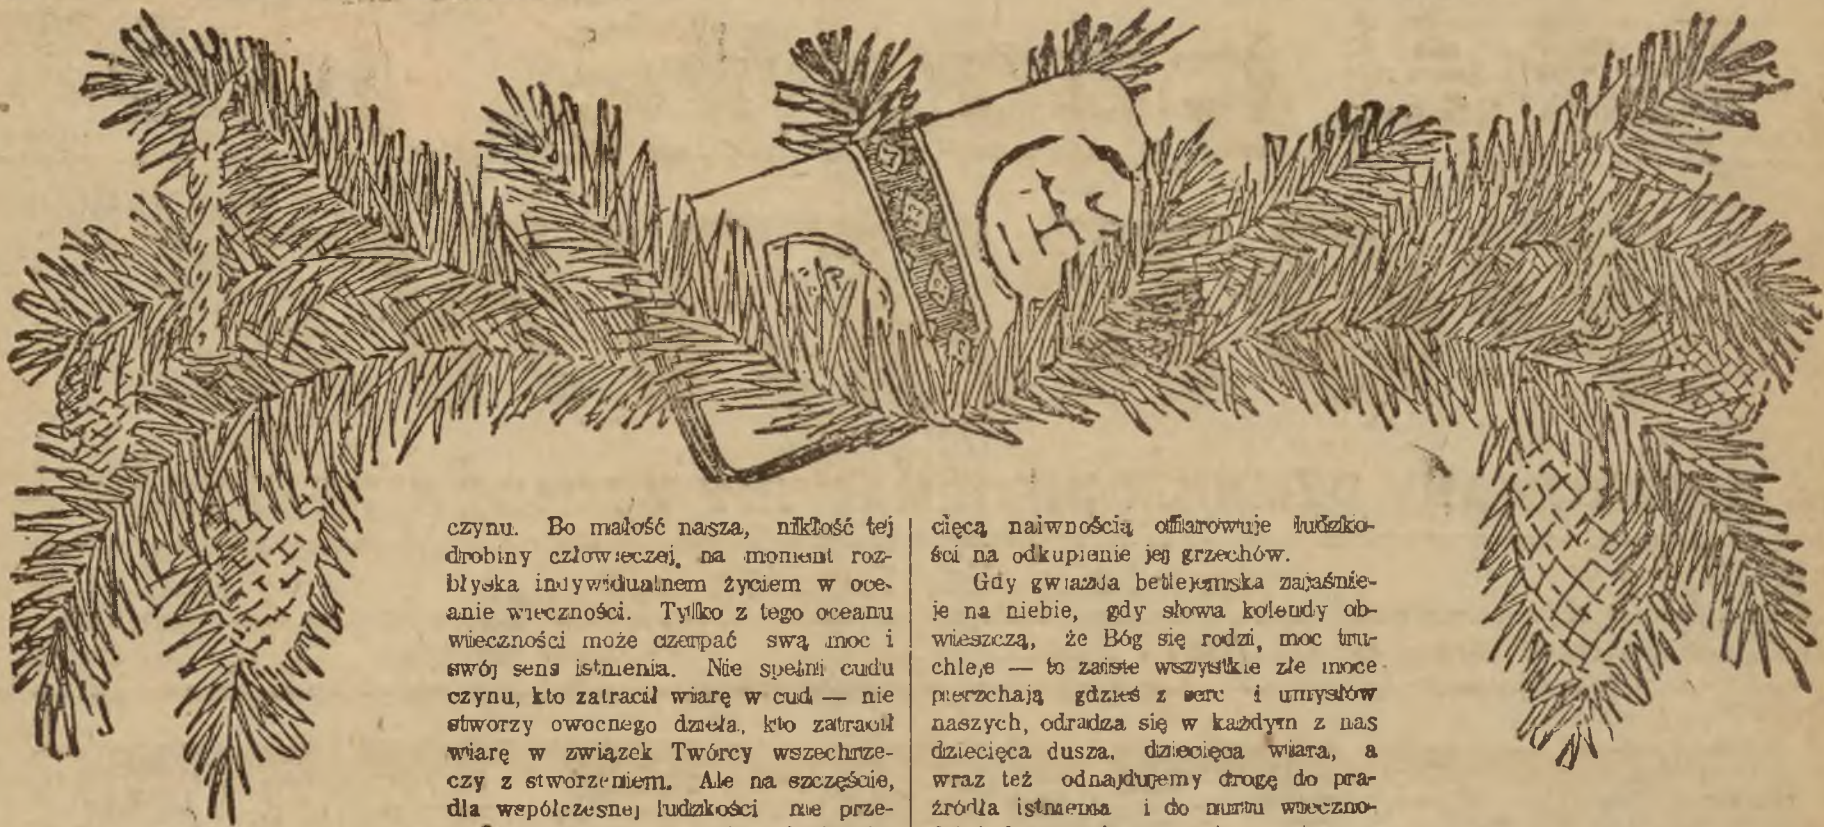 IHS
czynu. Bo małość nasza, nikłość tej
drobiny człowieczej, na moment roz-
błyska indywidualnem życiem w oce-
anie wieczności. Tylko z tego oceanu
wieczności może czerpać swą moc i
swój sens istnienia. Nie spełni cudu
czynu, kto zatracił wiarę w cud — nie
stworzy owocnego dzieła, kto zatracił
wiarę w związek Twórcy wszechrze-
czy z stworzeniem. Ale na szczęście,
dla współczesnej ludzkości nie prze-
cięcą naiwnością offiarowuje ludzko-
ści na odkupienie jej grzechów.
Gdy gwiazda betlejemska zajaśnie-
je na niebie, gdy słowa kolendy ob-
wieszczą, że Bóg się rodzi, moc tru-
chleje — to zaiste wszystkie złe moce
pierzchają gdzieś z serc i umysłów
naszych, odradza się w każdym z nas
dziecięca dusza, dziecięca wiara, a
wraz też odnajdujemy drogę do pra-
źródła istnienia i do nurtu wieczno-